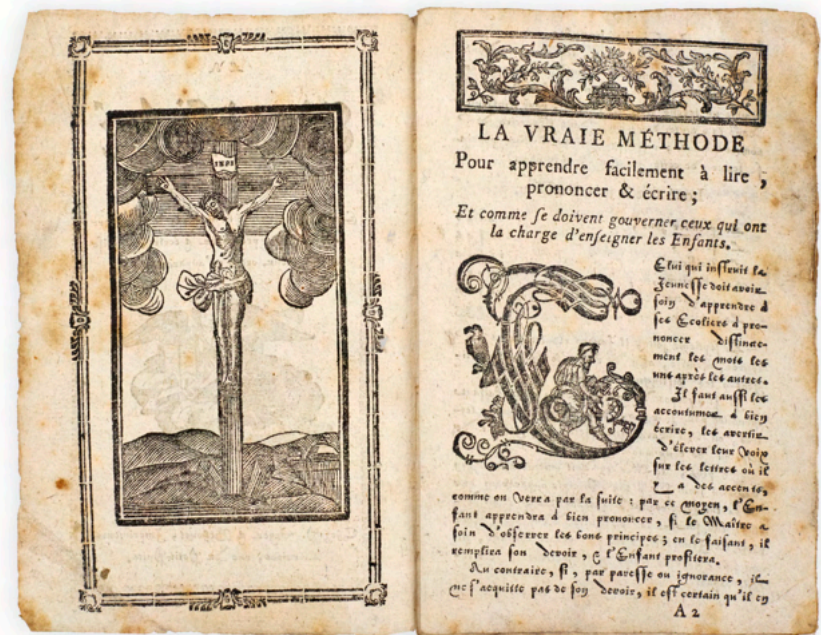 INRI
LA VRAIE MÉTHODE
Pour apprendre facilement à lire,
prononcer & écrire;
Et comme ſe doivent gouverner ceux qui ont
la charge d'enſeigner les Enfants.
CElui qui inſtruit la
Jeuneſſe doit avoir
ſoin d'apprendre à
ſes Ecoliers à pro-
noncer diſtincte-
ment les mots les
uns après les autres.
Il faut auſſi les
accoutumer à bien
écrire, les avertir
d'élever leur voix
ſur les lettres où il
y a des accents,
comme on verra par la ſuite : par ce moyen, l'En-
fant apprendra à bien prononcer, ſi le Maître a
ſoin d'obſerver les bons principes; en le faiſant, il
remplira ſon devoir, & l'Enfant profitera.
Au contraire, ſi, par pareſſe ou ignorance, il
ne s'acquitte pas de ſon devoir, il eſt certain qu'il en
A 2